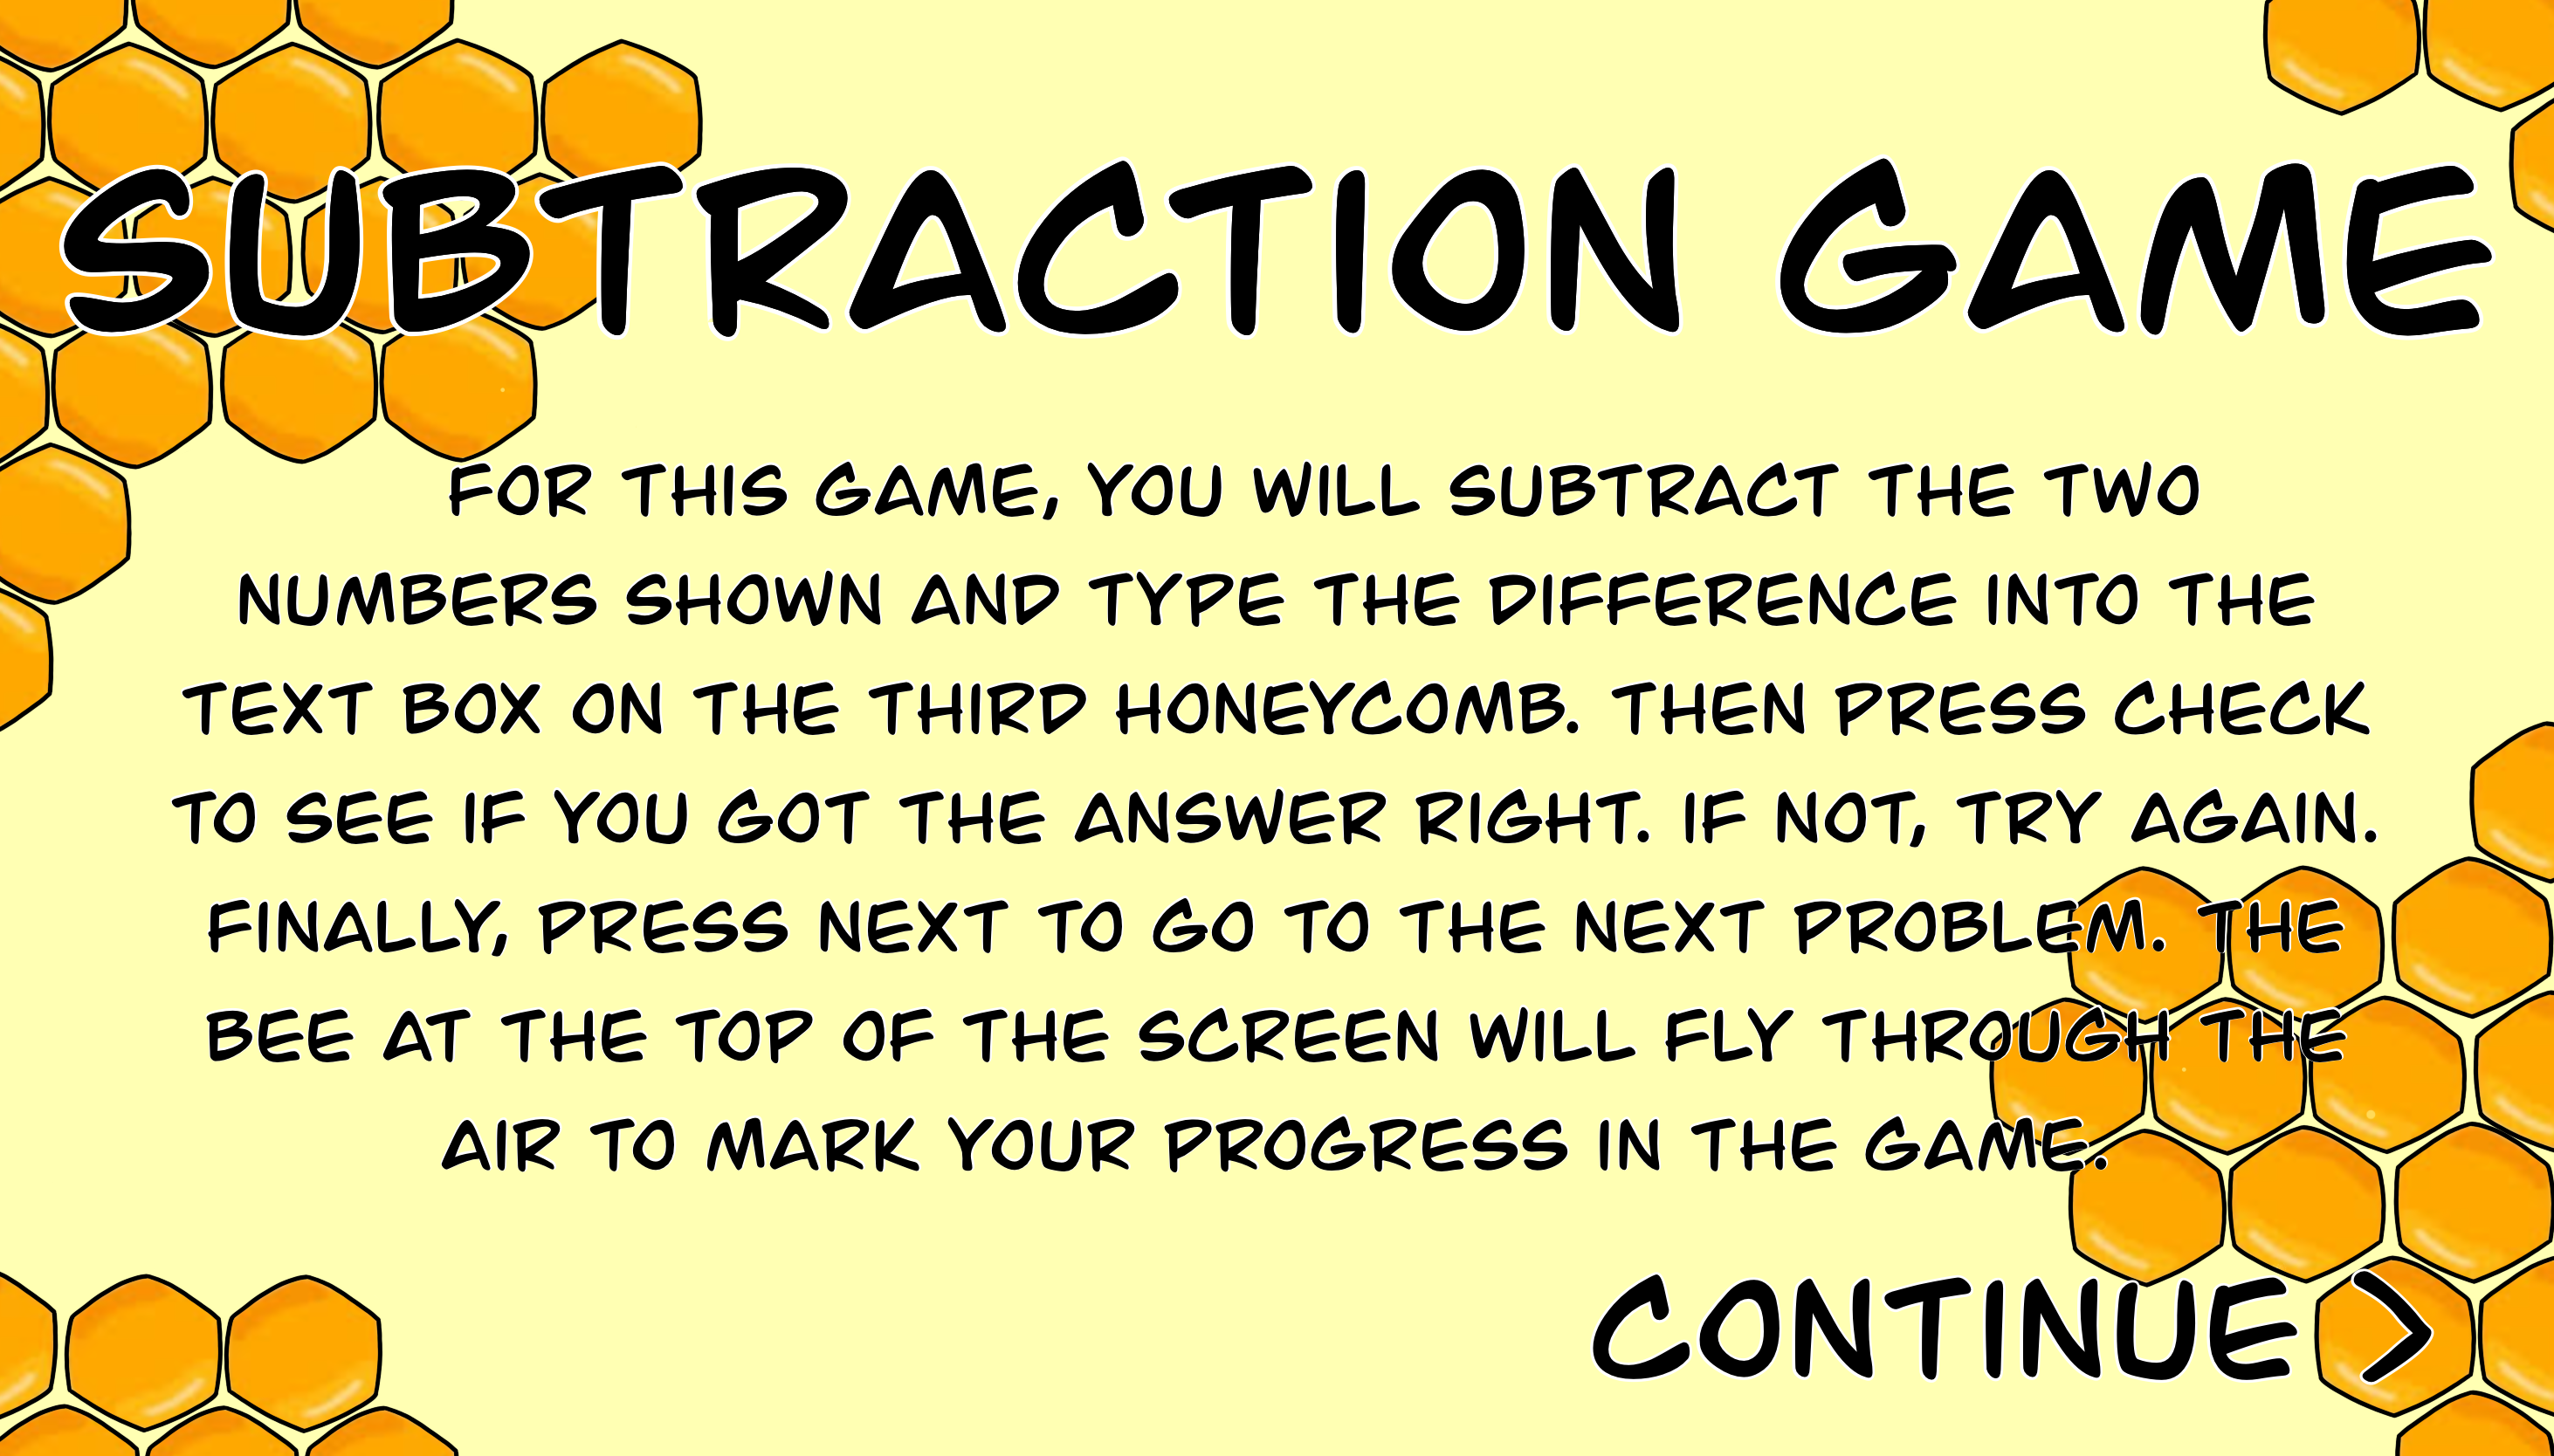 SUBTRACTION GAME
FOR THIS GAME, YOU WILL SUBTRACT THE TWO
NUMBERS SHOWN AND TYPE THE DIFFERENCE INTO THE
TEXT BOX ON THE THIRD HONEYCOMB. THEN PRESS CHECK
TO SEE IF YOU GOT THE ANSWER RIGHT. IF NOT, TRY AGAIN.
FINALLY, PRESS NEXT TO GO TO THE NEXT PROBLEM. THE
BEE AT THE TOP OF THE SCREEN WILL FLY THROUGH THE
AIR TO MARK YOUR PROGRESS IN THE GAME.
CONTINUE >